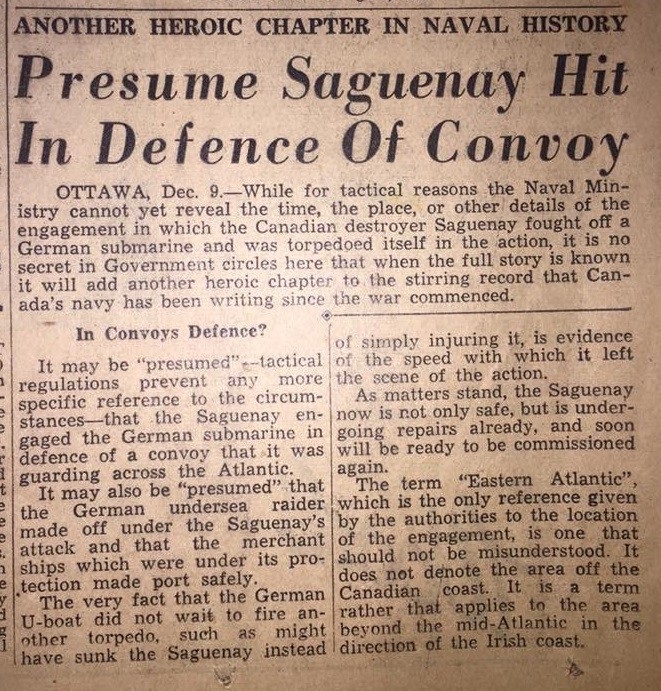 ANOTHER HEROIC CHAPTER IN NAVAL HISTORY
Presume Saguenay Hit
In Defence Of Convoy
OTTAWA, Dec. 9.—While for tactical reasons the Naval Min-
istry cannot yet reveal the time, the place, or other details of the
engagement in which the Canadian destroyer Saguenay fought off a
German submarine and was torpedoed itself in the action, it is no
secret in Government circles here that when the full story is known
it will add another heroic chapter to the stirring record that Can-
ada's navy has been writing since the war commenced.
In Convoys Defence?
It may be "presumed"—tactical
regulations prevent any more
specific reference to the circum-
stances—that the Saguenay en-
gaged the German submarine in
defence of a convoy that it was
guarding across the Atlantic.
It may also be "presumed" that
the German undersea raider
made off under the Saguenay's
attack and that the merchant
ships which were under its pro-
tection made port safely.
The very fact that the German
U-boat did not wait to fire an-
other torpedo, such as might
have sunk the Saguenay instead
of simply injuring it, is evidence
of the speed with which it left
the scene of the action.
As matters stand, the Saguenay
now is not only safe, but is under-
going repairs already, and soon
will be ready to be commissioned
again.
The term "Eastern Atlantic",
which is the only reference given
by the authorities to the location
of the engagement, is one that
should not be misunderstood. It
does not denote the area off the
Canadian coast. It is a term
rather that applies to the area
beyond the mid-Atlantic in the
direction of the Irish coast.